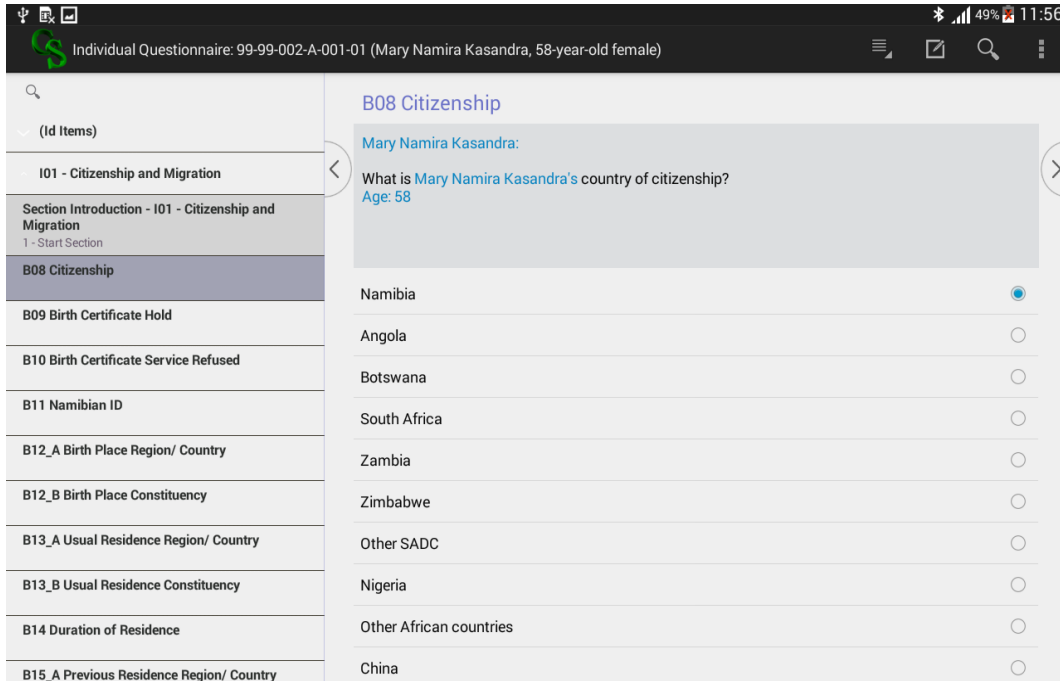 49% 11:56
CS Individual Questionnaire: 99-99-002-A-001-01 (Mary Namira Kasandra, 58-year-old female)
(Id Items)
I01 - Citizenship and Migration
Section Introduction - I01 - Citizenship and
Migration
1 - Start Section
B08 Citizenship
B09 Birth Certificate Hold
B10 Birth Certificate Service Refused
B11 Namibian ID
B12_A Birth Place Region/ Country
B12_B Birth Place Constituency
B13_A Usual Residence Region/ Country
B13_B Usual Residence Constituency
B14 Duration of Residence
B15_A Previous Residence Region/ Country
B08 Citizenship
Mary Namira Kasandra:
What is Mary Namira Kasandra's country of citizenship?
Age: 58
Namibia
Angola
Botswana
South Africa
Zambia
Zimbabwe
Other SADC
Nigeria
Other African countries
China